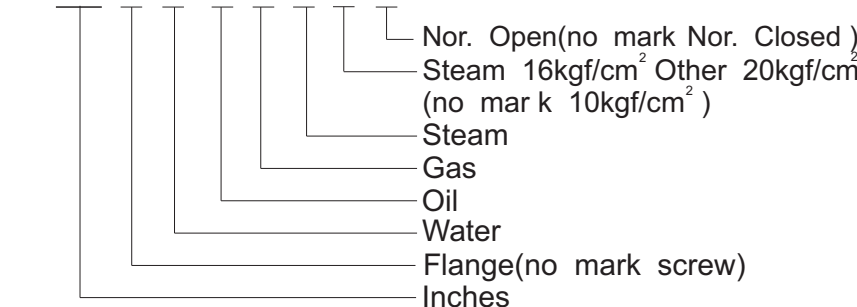 Nor. Open(no mark Nor. Closed )
Steam 16kgf/cm² Other 20kgf/cm²
(no mar k 10kgf/cm² )
Steam
Gas
Oil
Water
Flange(no mark screw)
Inches